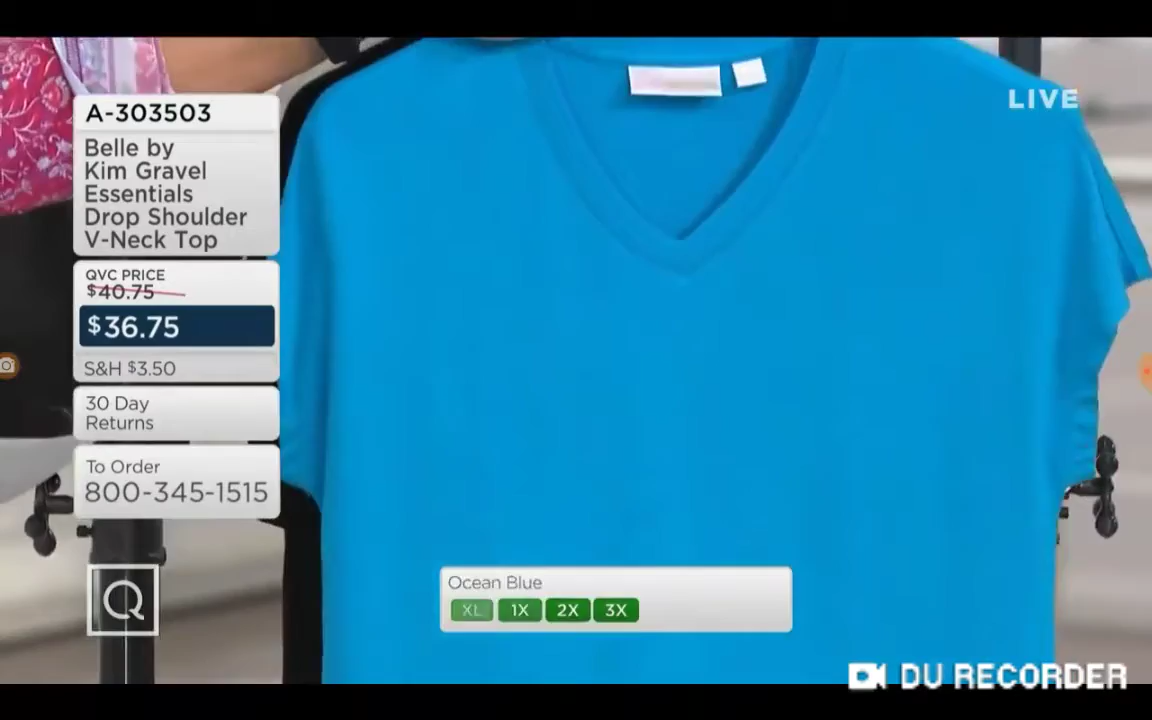 A-303503
Belle by
Kim Gravel
Essentials
Drop Shoulder
V-Neck Top
QVC PRICE
$40.75
$36.75
S&H $3.50
30 Day
Returns
To Order
800-345-1515
Q
LIVE
Ocean Blue
XL 1X 2X 3X
DU RECORDER